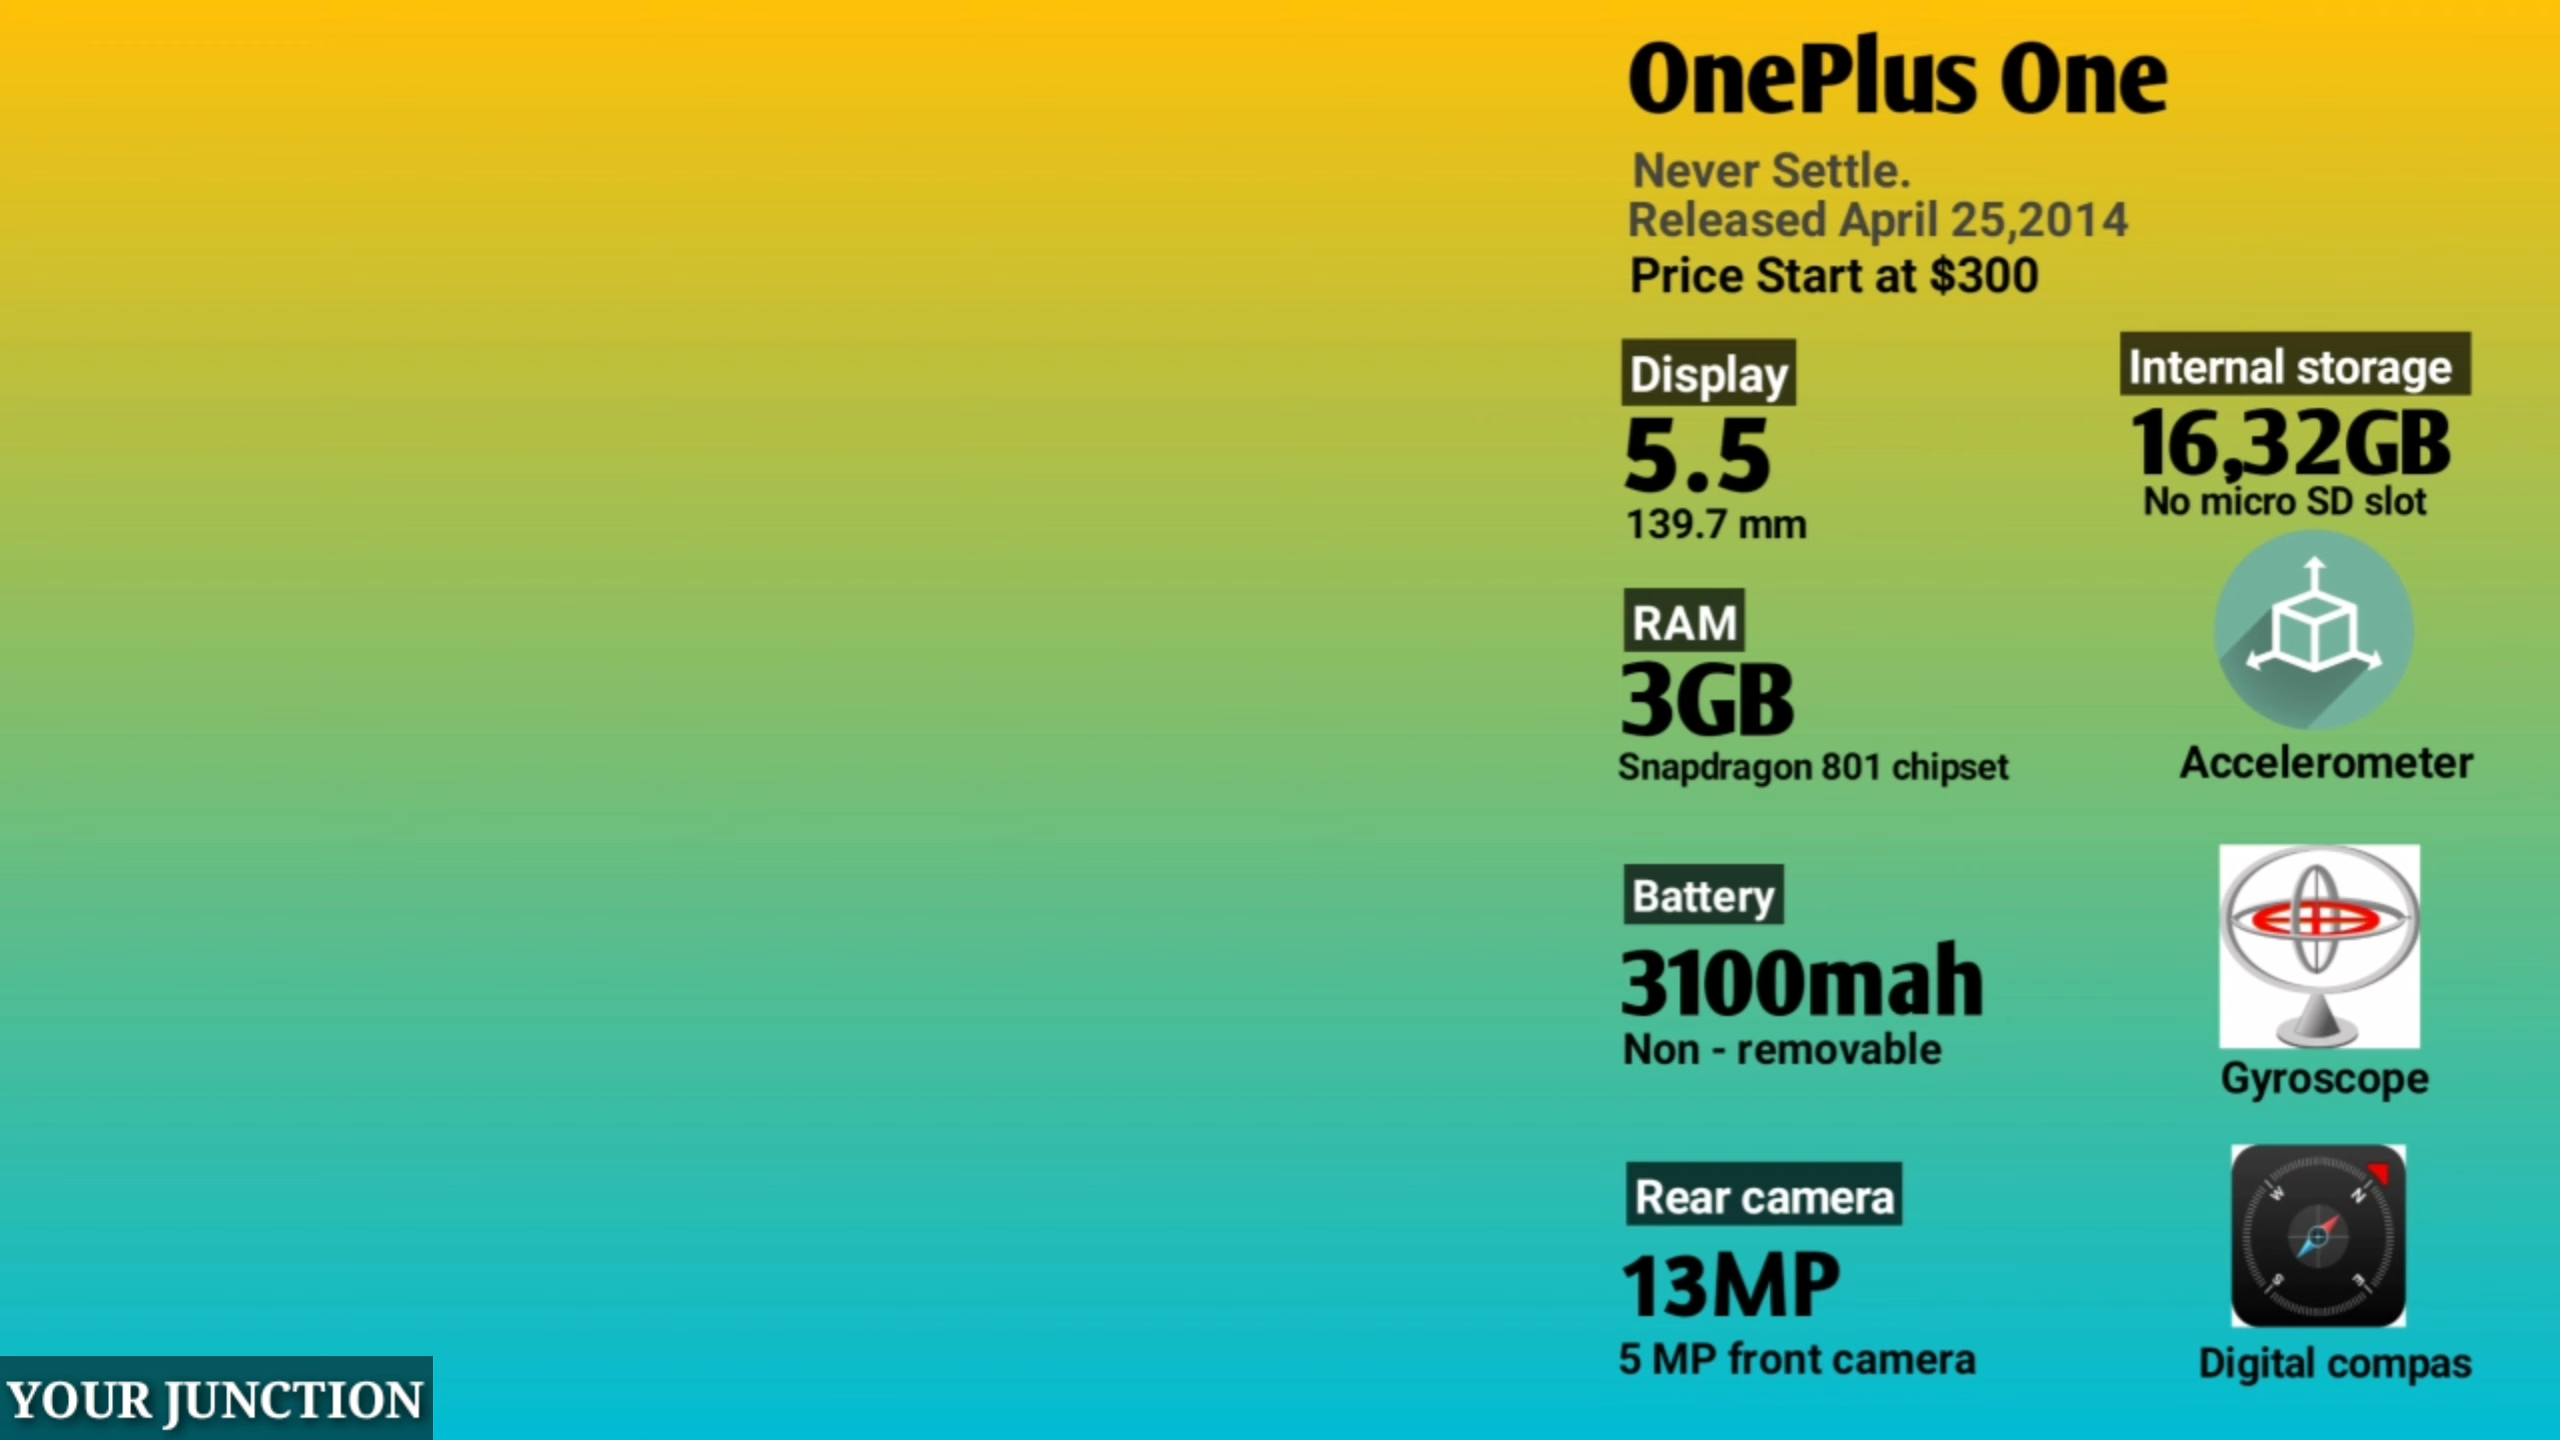 OnePlus One
Never Settle.
Released April 25,2014
Price Start at $300
Display
5.5
139.7 mm
RAM
3GB
Snapdragon 801 chipset
Battery
3100mah
Non - removable
Rear camera
13MP
5 MP front camera
Internal storage
16,32GB
No micro SD slot
Accelerometer
Gyroscope
W N
S E
Digital compas
YOUR JUNCTION